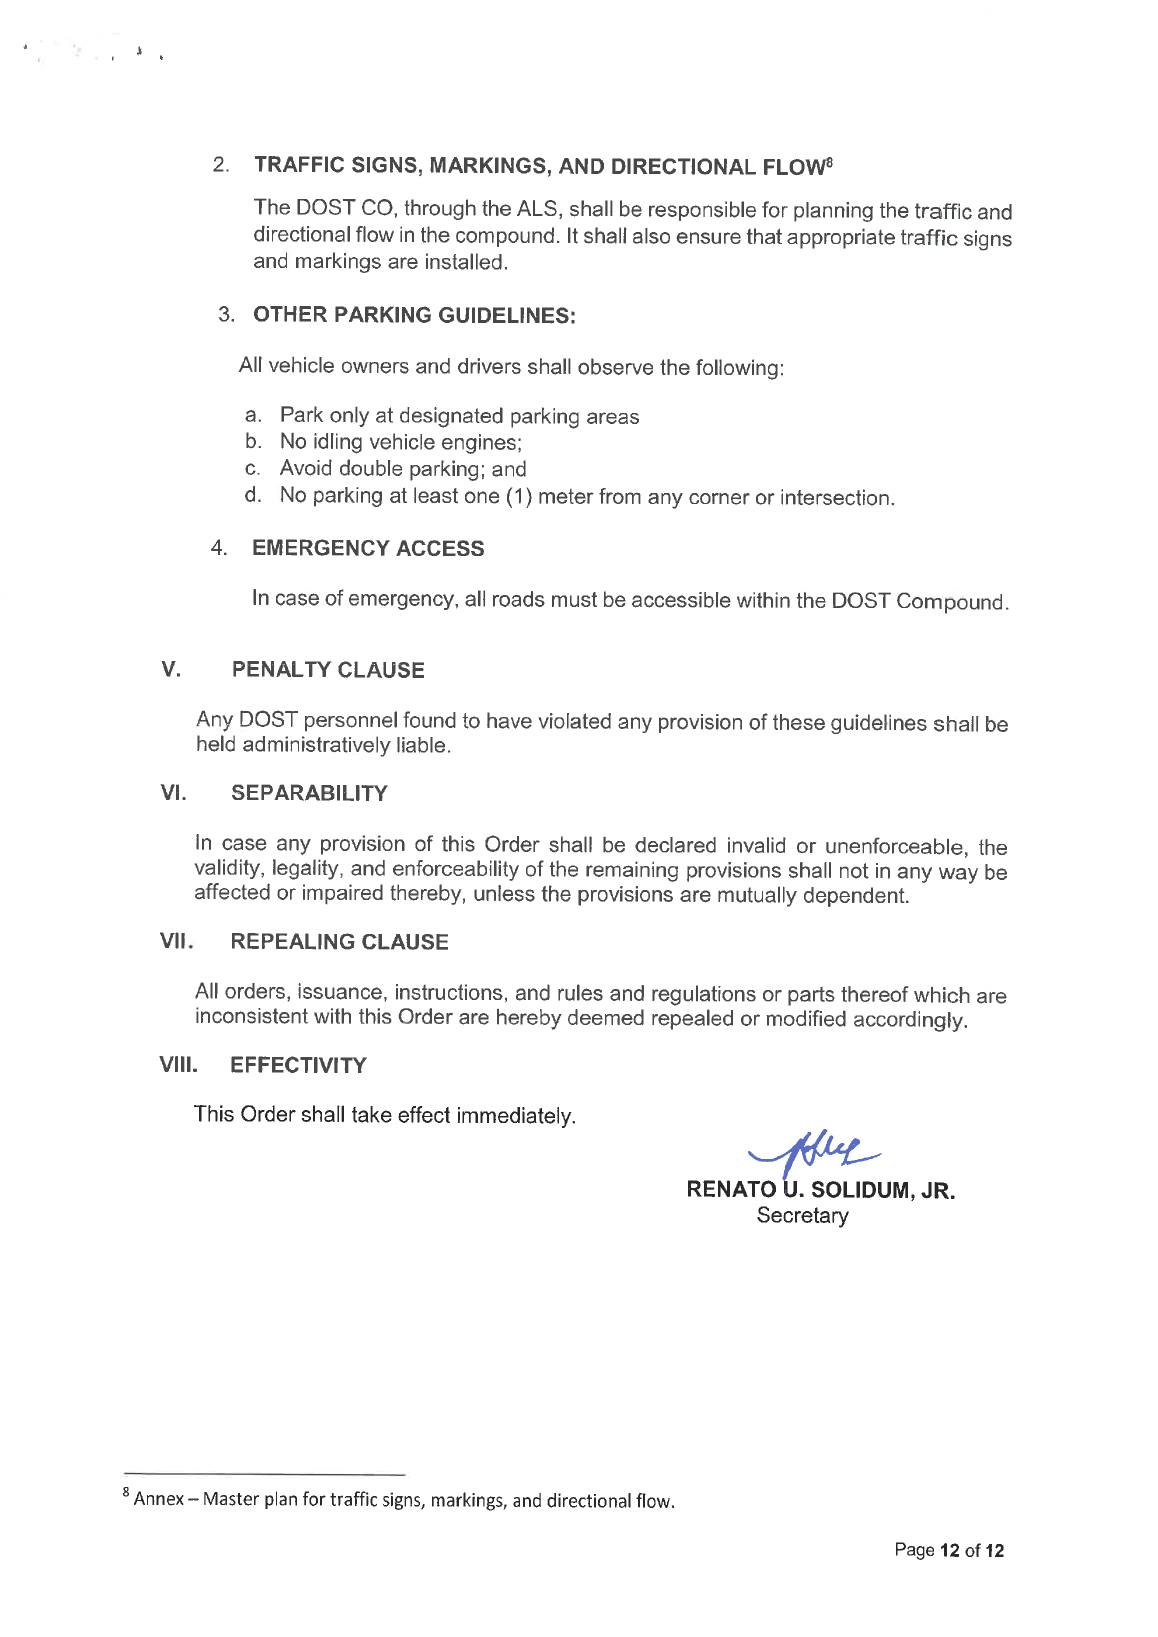 2. TRAFFIC SIGNS, MARKINGS, AND DIRECTIONAL FLOW⁸
The DOST CO, through the ALS, shall be responsible for planning the traffic and
directional flow in the compound. It shall also ensure that appropriate traffic signs
and markings are installed.
3. OTHER PARKING GUIDELINES:
All vehicle owners and drivers shall observe the following:
a. Park only at designated parking areas
b. No idling vehicle engines;
c. Avoid double parking; and
d. No parking at least one (1) meter from any corner or intersection.
4. EMERGENCY ACCESS
In case of emergency, all roads must be accessible within the DOST Compound.
V. PENALTY CLAUSE
Any DOST personnel found to have violated any provision of these guidelines shall be
held administratively liable.
VI. SEPARABILITY
In case any provision of this Order shall be declared invalid or unenforceable, the
validity, legality, and enforceability of the remaining provisions shall not in any way be
affected or impaired thereby, unless the provisions are mutually dependent.
VII. REPEALING CLAUSE
All orders, issuance, instructions, and rules and regulations or parts thereof which are
inconsistent with this Order are hereby deemed repealed or modified accordingly.
VIII. EFFECTIVITY
This Order shall take effect immediately.
RENATO U. SOLIDUM, JR.
Secretary
⁸ Annex – Master plan for traffic signs, markings, and directional flow.
Page 12 of 12